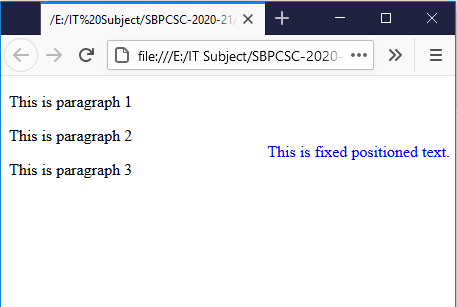 /E:/IT%20Subject/SBPCSC-2020-21/
file:///E:/IT Subject/SBPCSC-2020-
This is paragraph 1
This is paragraph 2
This is fixed positioned text.
This is paragraph 3